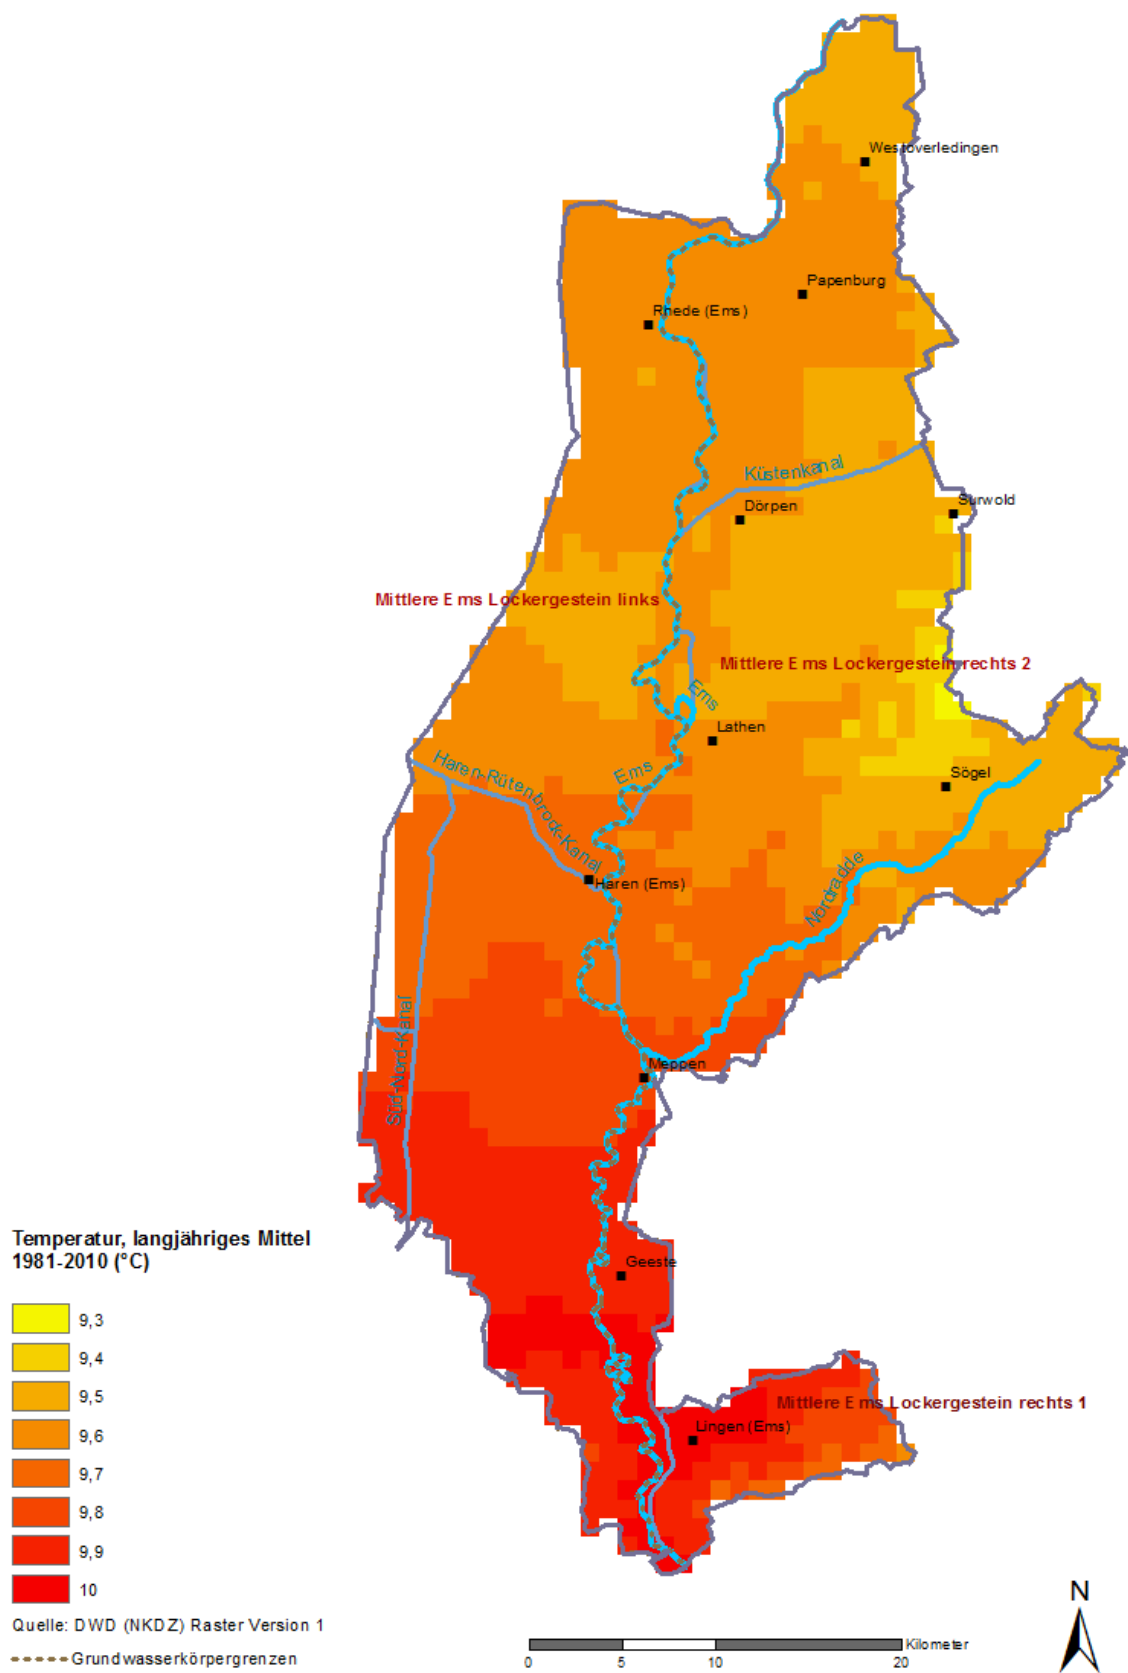 Westoverledingen
Papenburg
Rhede (Ems)
Küstenkanal
Surwold
Dörpen
Mittlere Ems Lockergestein links
Mittlere Ems Lockergestein rechts 2
Ems
Lathen
Haren-Rütenbrock-Kanal
Ems
Sögel
Nordradde
Haren (Ems)
Süd-Nord-Kanal
Meppen
Geeste
Mittlere Ems Lockergestein rechts 1
Lingen (Ems)
Temperatur, langjähriges Mittel
1981-2010 (°C)
9,3
9,4
9,5
9,6
9,7
9,8
9,9
10
Quelle: DWD (NKDZ) Raster Version 1
Grundwasserkörpergrenzen
Kilometer
0 5 10 20
N